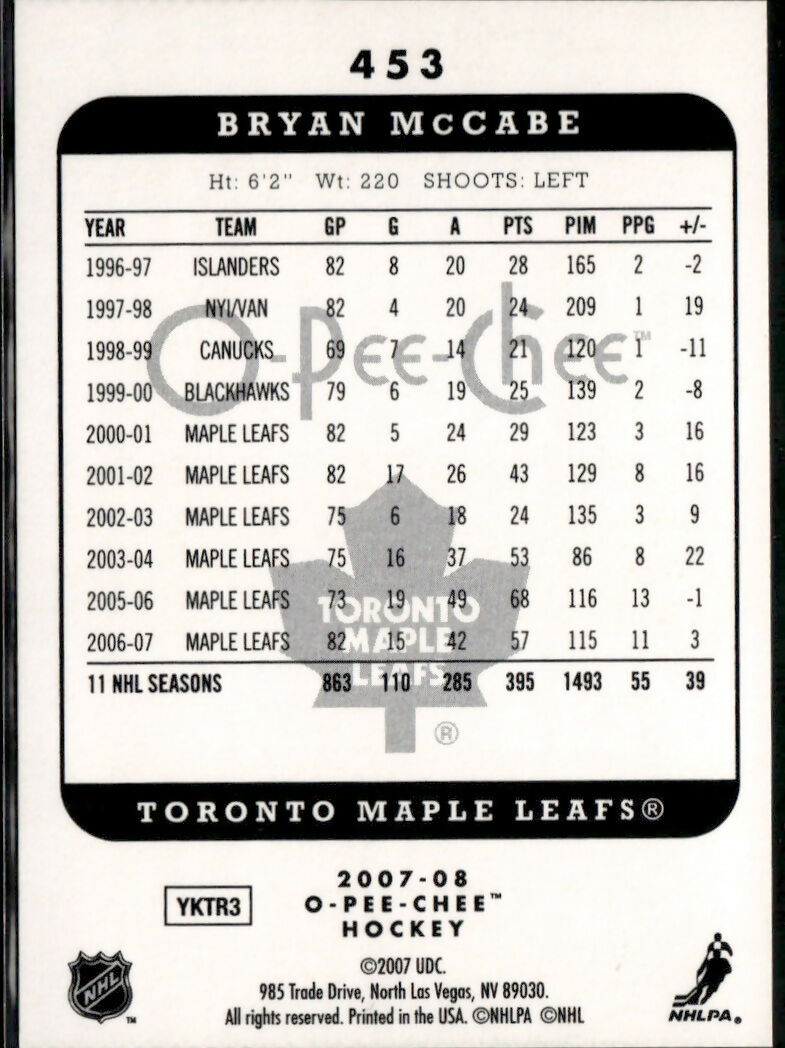 453
BRYAN McCABE
Ht: 6'2" Wt: 220 SHOOTS: LEFT
YEAR TEAM GP G A PTS PIM PPG +/-
1996-97 ISLANDERS 82 8 20 28 165 2 -2
1997-98 NYI/VAN 82 4 20 24 209 1 19
1998-99 CANUCKS 69 7 14 21 120 1 -11
1999-00 BLACKHAWKS 79 6 19 25 139 2 -8
2000-01 MAPLE LEAFS 82 5 24 29 123 3 16
2001-02 MAPLE LEAFS 82 17 26 43 129 8 16
2002-03 MAPLE LEAFS 75 6 18 24 135 3 9
2003-04 MAPLE LEAFS 75 16 37 53 86 8 22
2005-06 MAPLE LEAFS 73 19 49 68 116 13 -1
2006-07 MAPLE LEAFS 82 15 42 57 115 11 3
11 NHL SEASONS 863 110 285 395 1493 55 39
O-Pee-Chee™
TORONTO
MAPLE
LEAFS
®
TORONTO MAPLE LEAFS®
YKTR3
2007-08
O-PEE-CHEE™
HOCKEY
©2007 UDC.
985 Trade Drive, North Las Vegas, NV 89030.
All rights reserved. Printed in the USA. ©NHLPA ©NHL
NHL™
NHLPA®